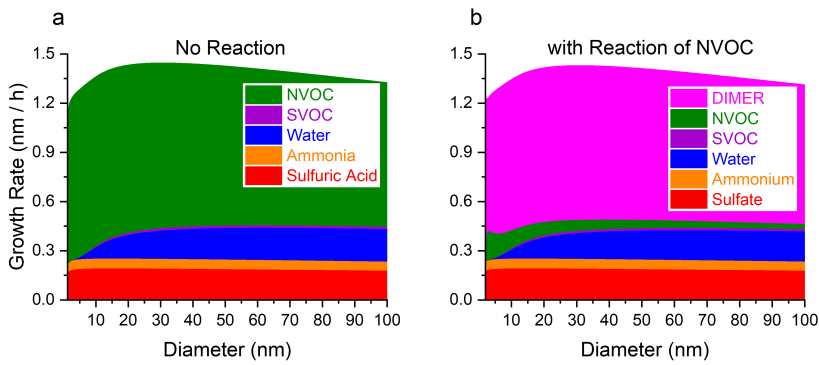 a
No Reaction
Growth Rate (nm / h)
1.5
1.2
0.9
0.6
0.3
0.0
NVOC
SVOC
Water
Ammonia
Sulfuric Acid
10 20 30 40 50 60 70 80 90 100
Diameter (nm)
b
with Reaction of NVOC
1.5
1.2
0.9
0.6
0.3
0.0
DIMER
NVOC
SVOC
Water
Ammonium
Sulfate
10 20 30 40 50 60 70 80 90 100
Diameter (nm)